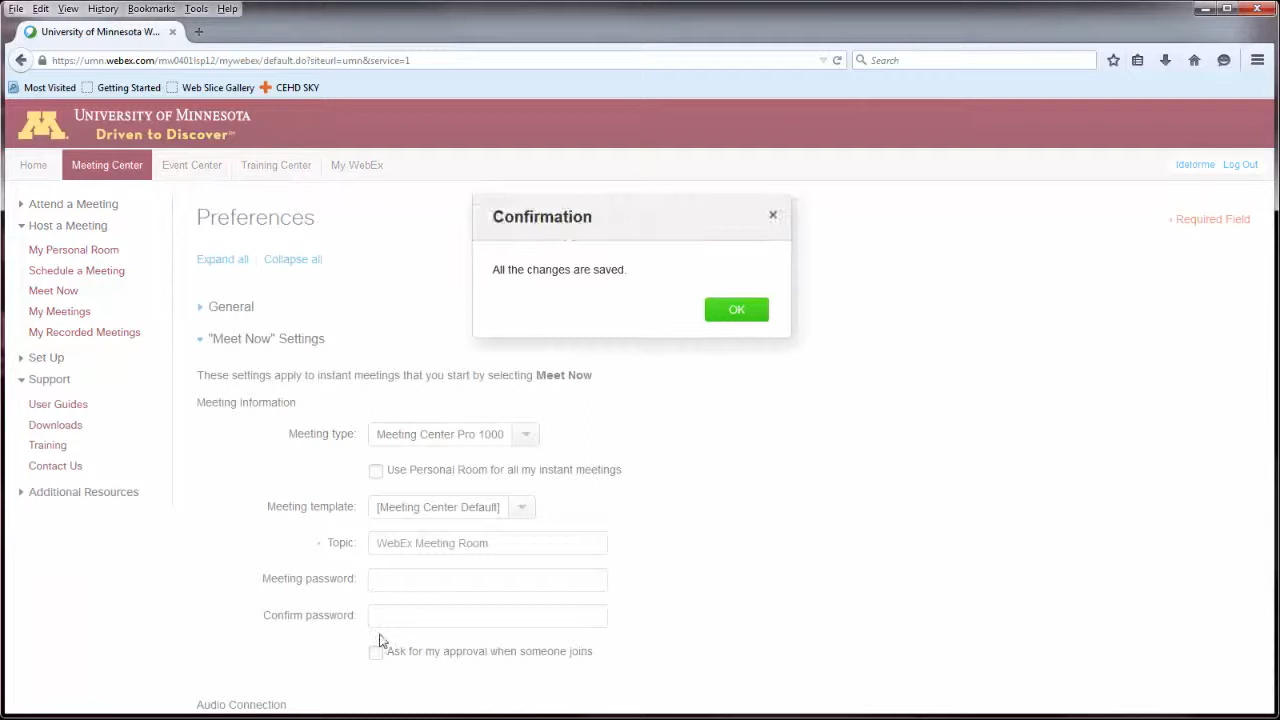 File Edit View History Bookmarks Tools Help
University of Minnesota W...
https://umn.webex.com/mw0401lsp12/mywebex/default.do?siteurl=umn&service=1
Search
Most Visited Getting Started Web Slice Gallery CEHD SKY
UNIVERSITY OF MINNESOTA
Driven to Discover℠
Home Meeting Center Event Center Training Center My WebEx
Log Out
Attend a Meeting
Host a Meeting
My Personal Room
Schedule a Meeting
Meet Now
My Meetings
My Recorded Meetings
Set Up
Support
User Guides
Downloads
Training
Contact Us
Additional Resources
Preferences
Required Field
Expand all Collapse all
General
"Meet Now" Settings
These settings apply to instant meetings that you start by selecting Meet Now
Meeting Information
Meeting type: Meeting Center Pro 1000
Use Personal Room for all my instant meetings
Meeting template: [Meeting Center Default]
Topic: WebEx Meeting Room
Meeting password:
Confirm password:
Ask for my approval when someone joins
Audio Connection
Confirmation
All the changes are saved.
OK